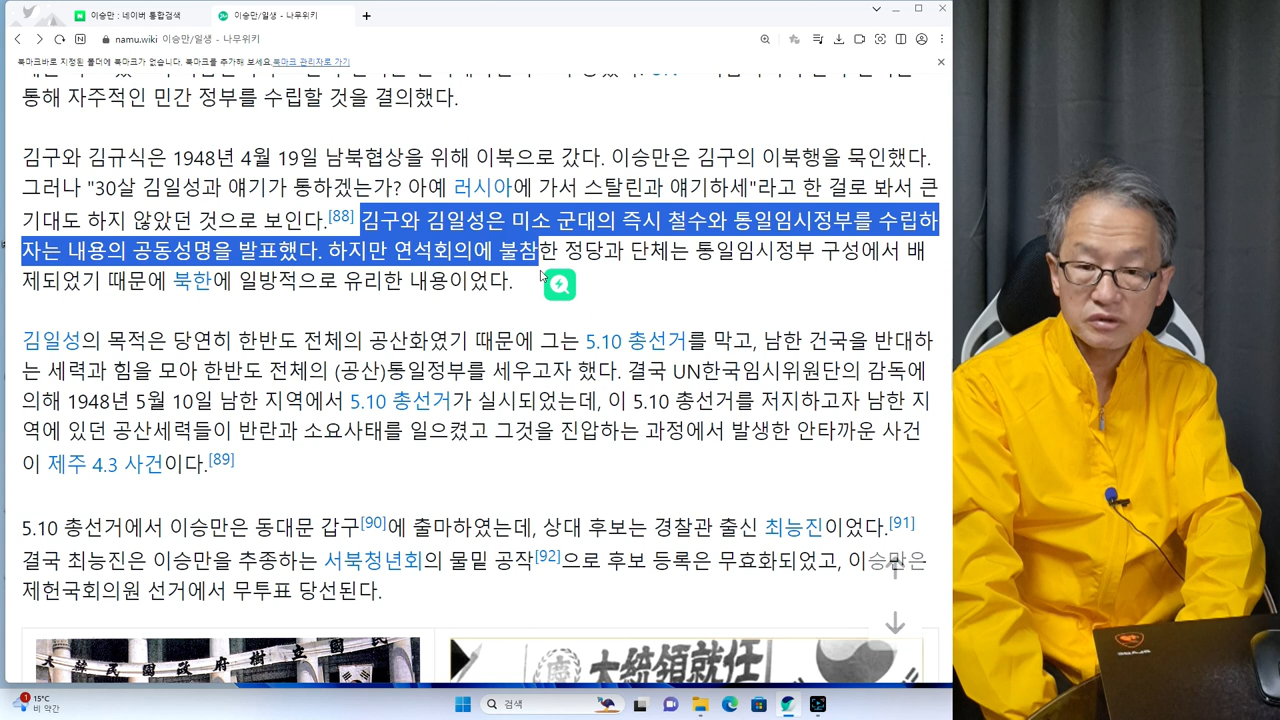 이승만 : 네이버 통합검색
이승만/일생 - 나무위키
namu.wiki 이승만/일생 - 나무위키
북마크바로 지정된 폴더에 북마크가 없습니다. 북마크를 추가해 보세요. 북마크 관리자로 가기
통해 자주적인 민간 정부를 수립할 것을 결의했다.
김구와 김규식은 1948년 4월 19일 남북협상을 위해 이북으로 갔다. 이승만은 김구의 이북행을 묵인했다.
그러나 "30살 김일성과 얘기가 통하겠는가? 아예 러시아에 가서 스탈린과 얘기하세"라고 한 걸로 봐서 큰
기대도 하지 않았던 것으로 보인다.[88] 김구와 김일성은 미소 군대의 즉시 철수와 통일임시정부를 수립하
자는 내용의 공동성명을 발표했다. 하지만 연석회의에 불참한 정당과 단체는 통일임시정부 구성에서 배
제되었기 때문에 북한에 일방적으로 유리한 내용이었다.
김일성의 목적은 당연히 한반도 전체의 공산화였기 때문에 그는 5.10 총선거를 막고, 남한 건국을 반대하
는 세력과 힘을 모아 한반도 전체의 (공산)통일정부를 세우고자 했다. 결국 UN한국임시위원단의 감독에
의해 1948년 5월 10일 남한 지역에서 5.10 총선거가 실시되었는데, 이 5.10 총선거를 저지하고자 남한 지
역에 있던 공산세력들이 반란과 소요사태를 일으켰고 그것을 진압하는 과정에서 발생한 안타까운 사건
이 제주 4.3 사건이다.[89]
5.10 총선거에서 이승만은 동대문 갑구[90]에 출마하였는데, 상대 후보는 경찰관 출신 최능진이었다.[91]
결국 최능진은 이승만을 추종하는 서북청년회의 물밑 공작[92]으로 후보 등록은 무효화되었고, 이승만은
제헌국회의원 선거에서 무투표 당선된다.
大韓民國政府樹立國民
大統領就任
1
15°C
비 약간
검색